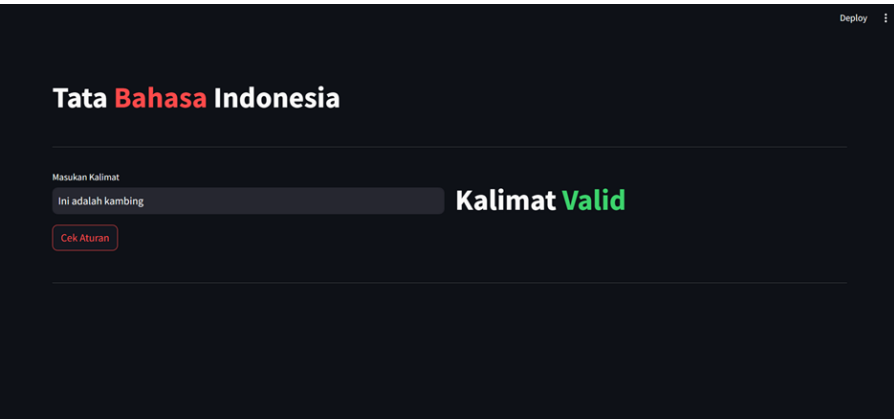 Deploy
Tata Bahasa Indonesia
Masukan Kalimat
Ini adalah kambing
Kalimat Valid
Cek Aturan